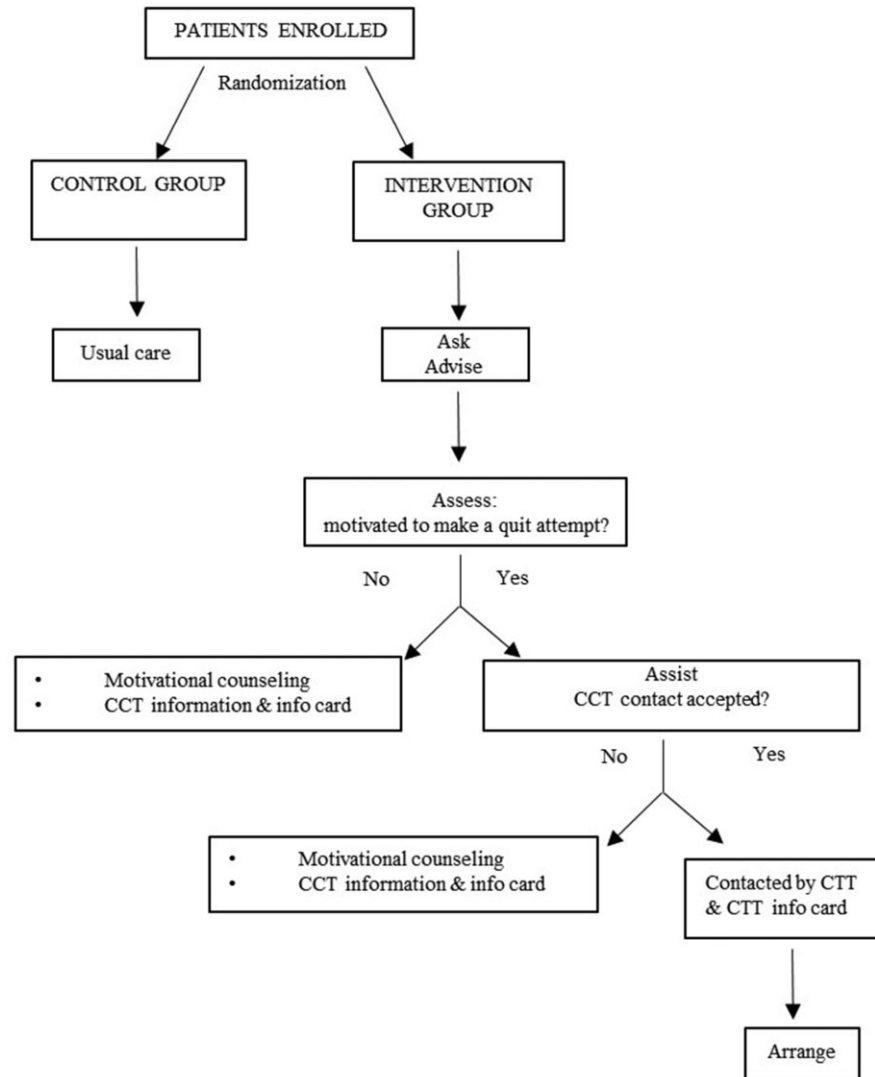 PATIENTS ENROLLED
Randomization
CONTROL GROUP
INTERVENTION
GROUP
Usual care
Ask
Advise
Assess:
motivated to make a quit attempt?
No
Yes
• Motivational counseling
• CCT information & info card
Assist
CCT contact accepted?
No
Yes
• Motivational counseling
• CCT information & info card
Contacted by CTT
& CTT info card
Arrange